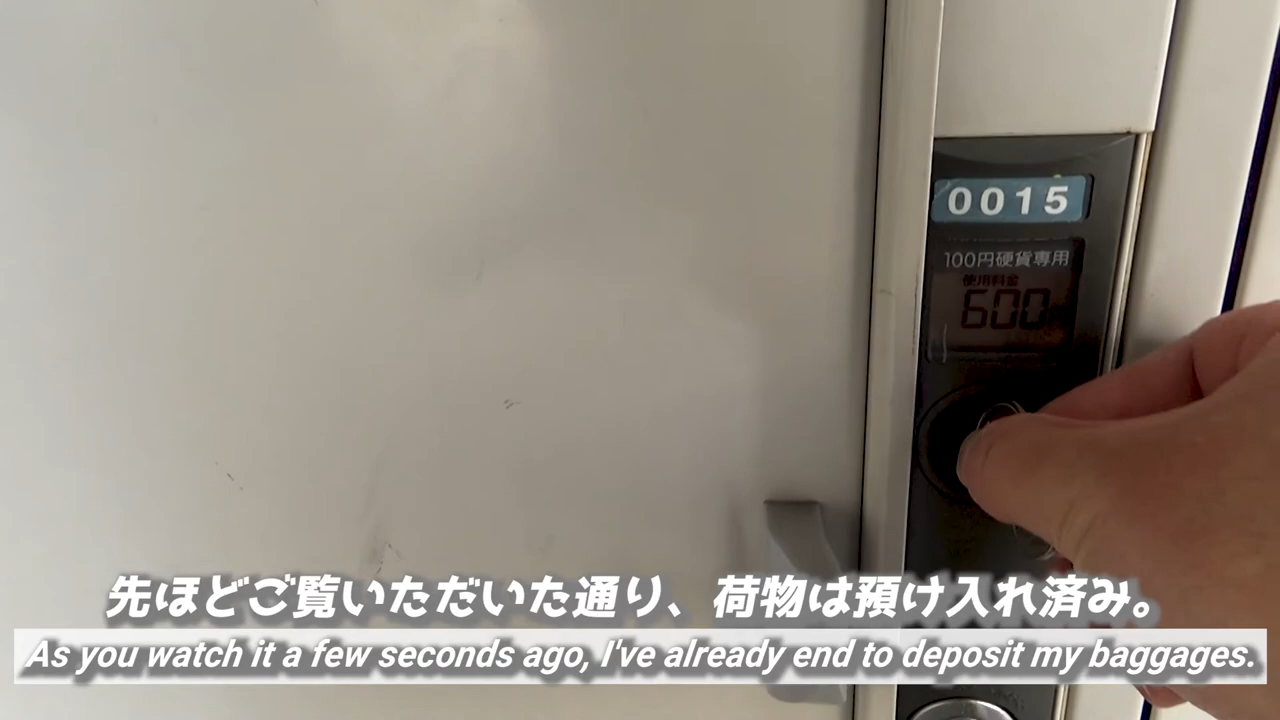 0015
100円硬貨専用
使用料金
600
先ほどご覧いただいた通り、荷物は預け入れ済み。
As you watch it a few seconds ago, I've already end to deposit my baggages.